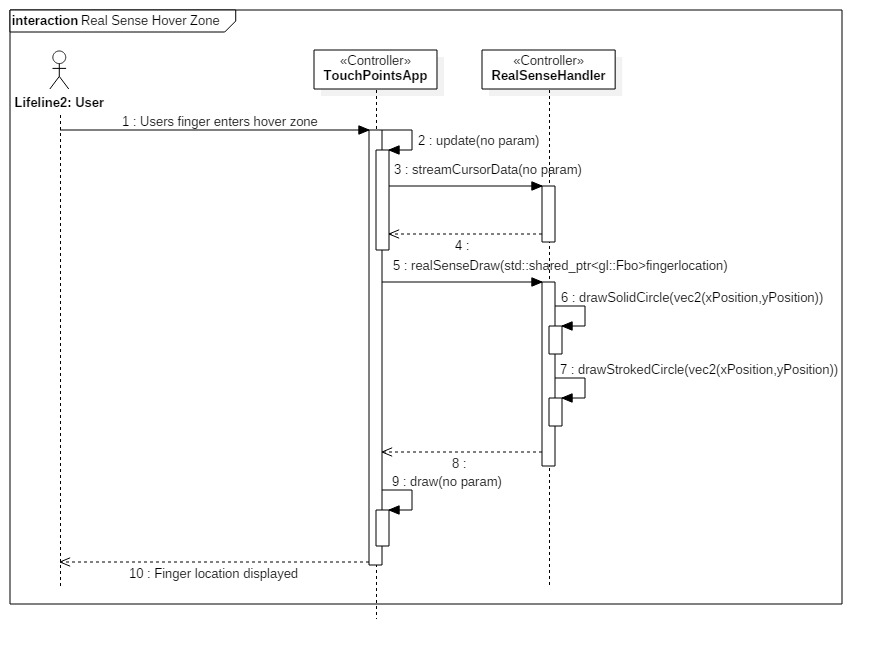 interaction Real Sense Hover Zone
«Controller»
TouchPointsApp
«Controller»
RealSenseHandler
Lifeline2: User
1 : Users finger enters hover zone
2 : update(no param)
3 : streamCursorData(no param)
4 :
5 : realSenseDraw(std::shared_ptr<gl::Fbo>fingerlocation)
6 : drawSolidCircle(vec2(xPosition,yPosition))
7 : drawStrokedCircle(vec2(xPosition,yPosition))
8 :
9 : draw(no param)
10 : Finger location displayed